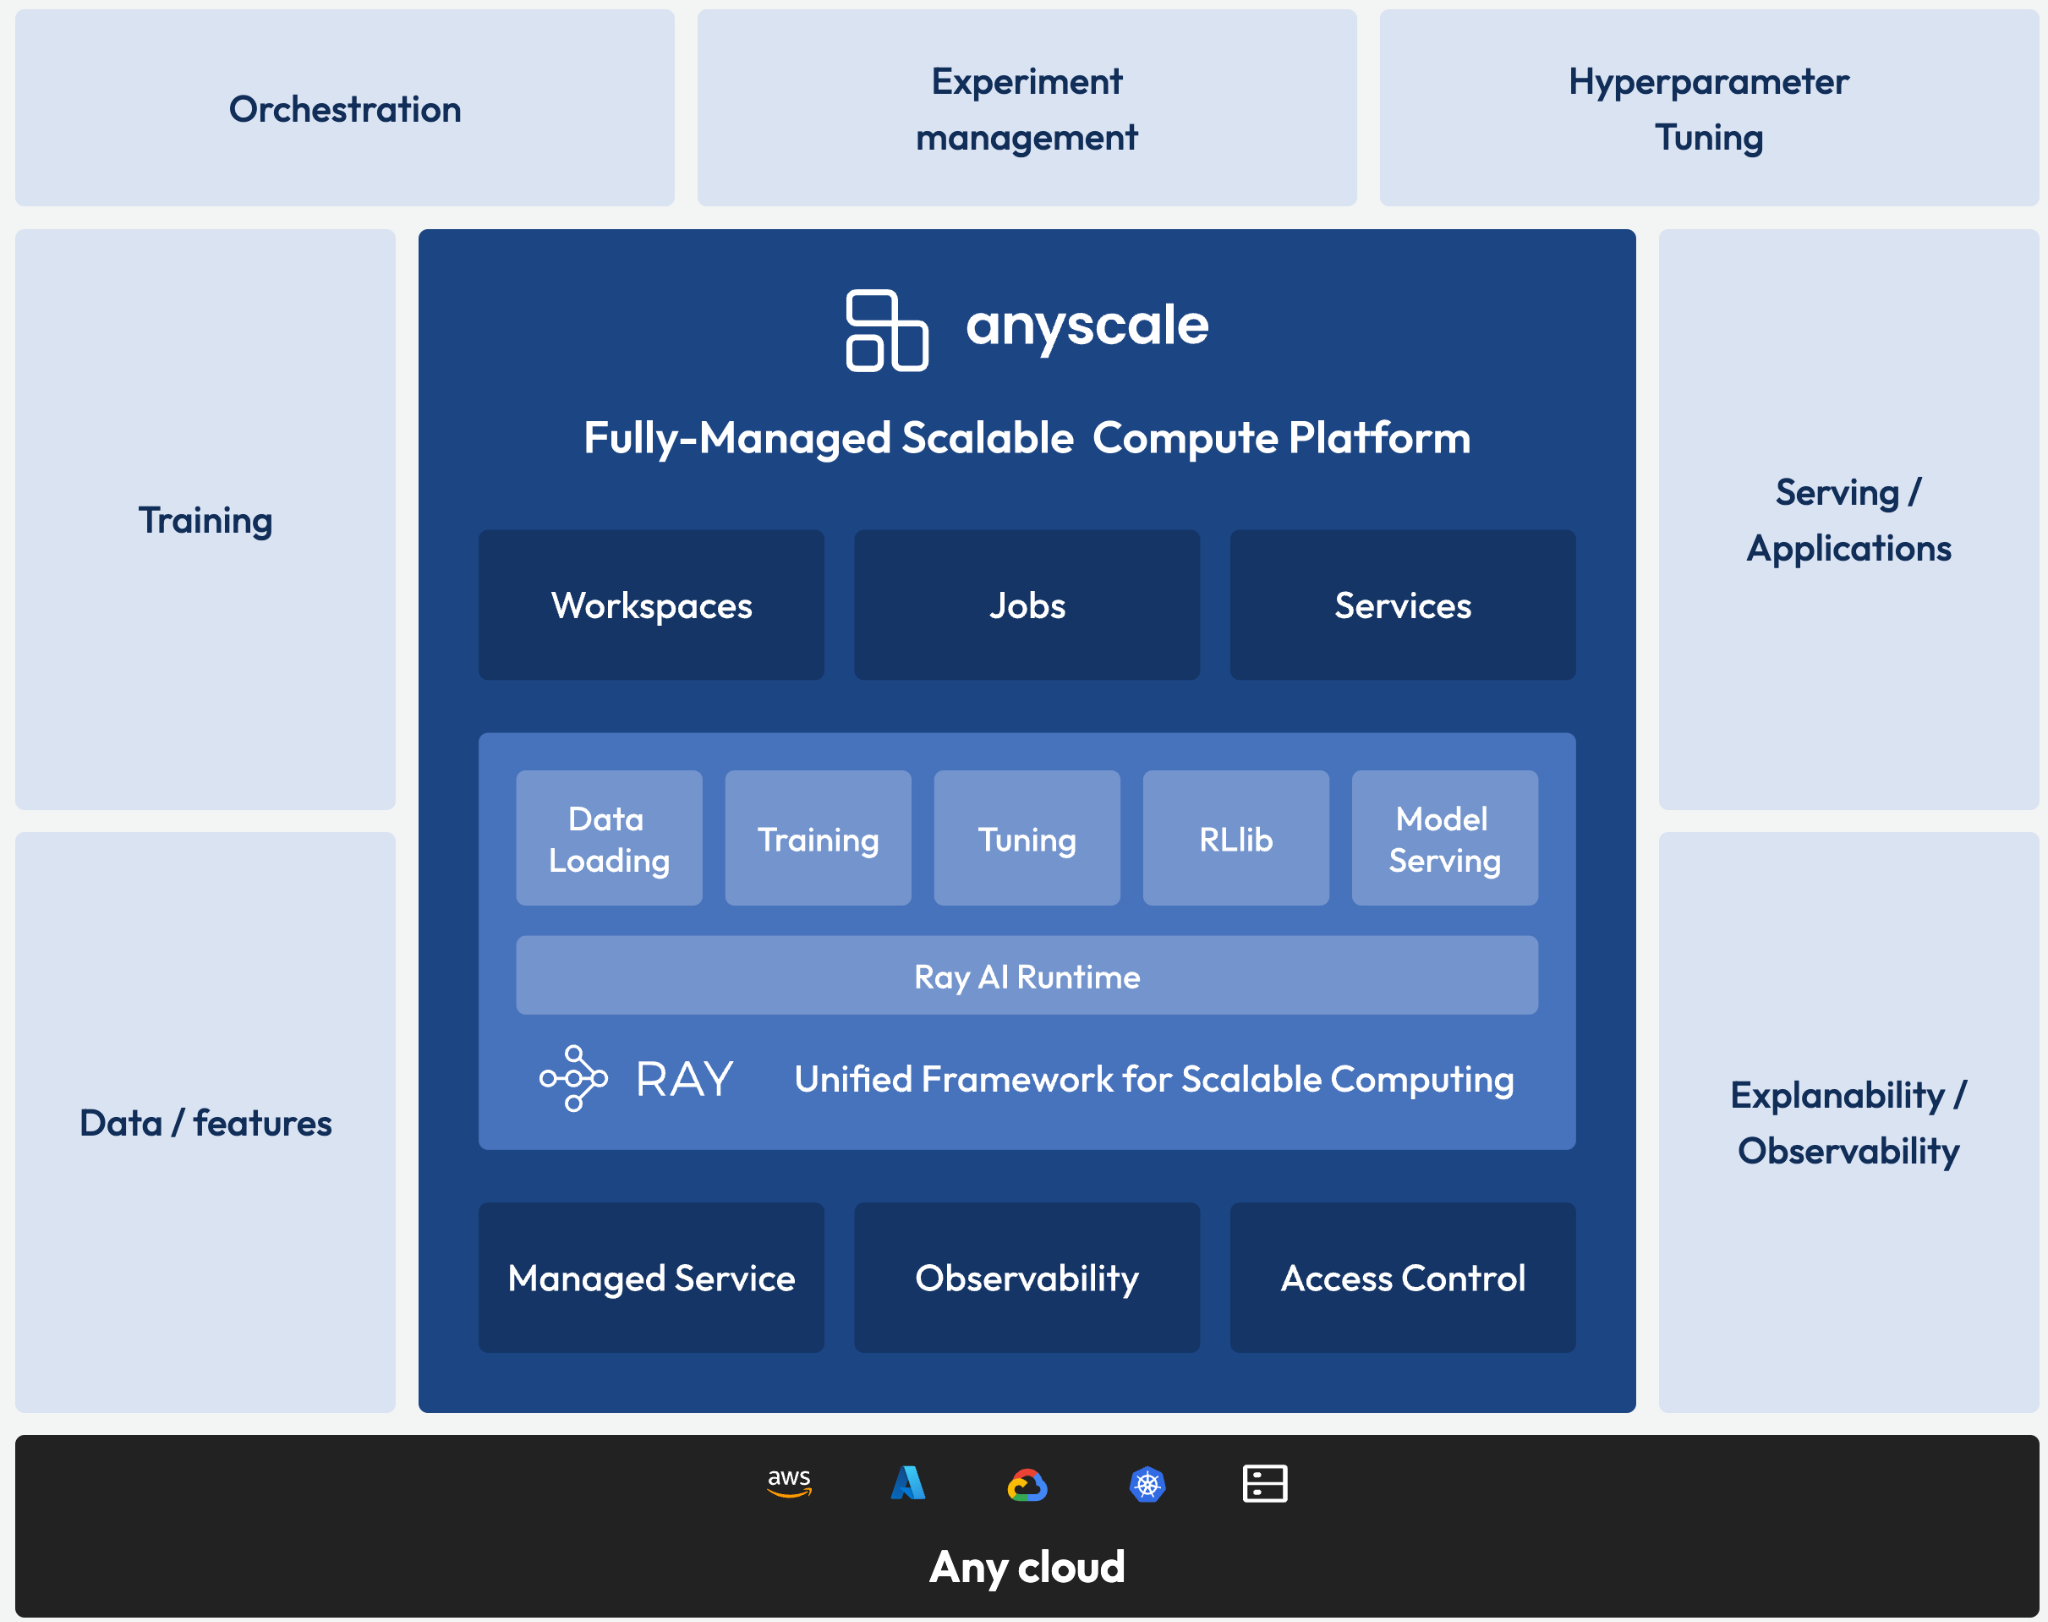 Orchestration
Experiment
management
Hyperparameter
Tuning
Training
anyscale
Fully-Managed Scalable Compute Platform
Workspaces
Jobs
Services
Data
Loading
Training
Tuning
RLlib
Model
Serving
Ray AI Runtime
RAY
Unified Framework for Scalable Computing
Managed Service
Observability
Access Control
Serving /
Applications
Data / features
Explanability /
Observability
aws
Any cloud